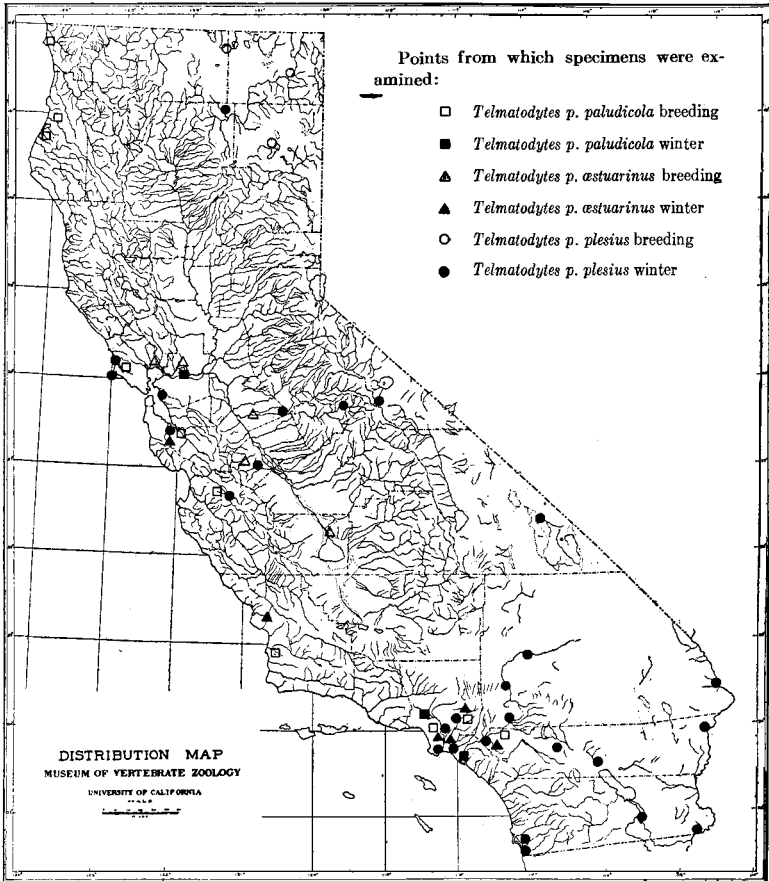 Points from which specimens were ex-
amined:
Telmatodytes p. paludicola breeding
Telmatodytes p. paludicola winter
Telmatodytes p. æstuarinus breeding
Telmatodytes p. æstuarinus winter
Telmatodytes p. plesius breeding
Telmatodytes p. plesius winter
DISTRIBUTION MAP
MUSEUM OF VERTEBRATE ZOOLOGY
UNIVERSITY OF CALIFORNIA